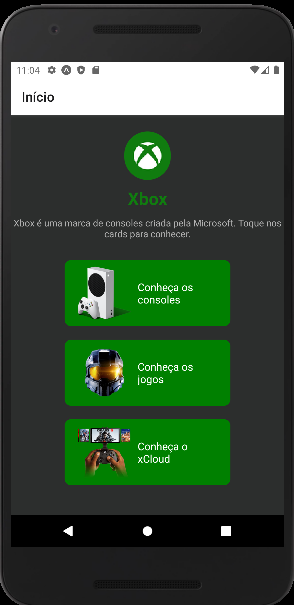 11:04
Início
Xbox
Xbox é uma marca de consoles criada pela Microsoft. Toque nos
cards para conhecer.
Conheça os
consoles
Conheça os
jogos
Conheça o
xCloud